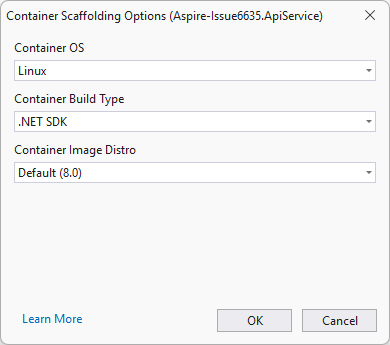 Container Scaffolding Options (Aspire-Issue6635.ApiService)
Container OS
Linux
Container Build Type
.NET SDK
Container Image Distro
Default (8.0)
Learn More
OK
Cancel